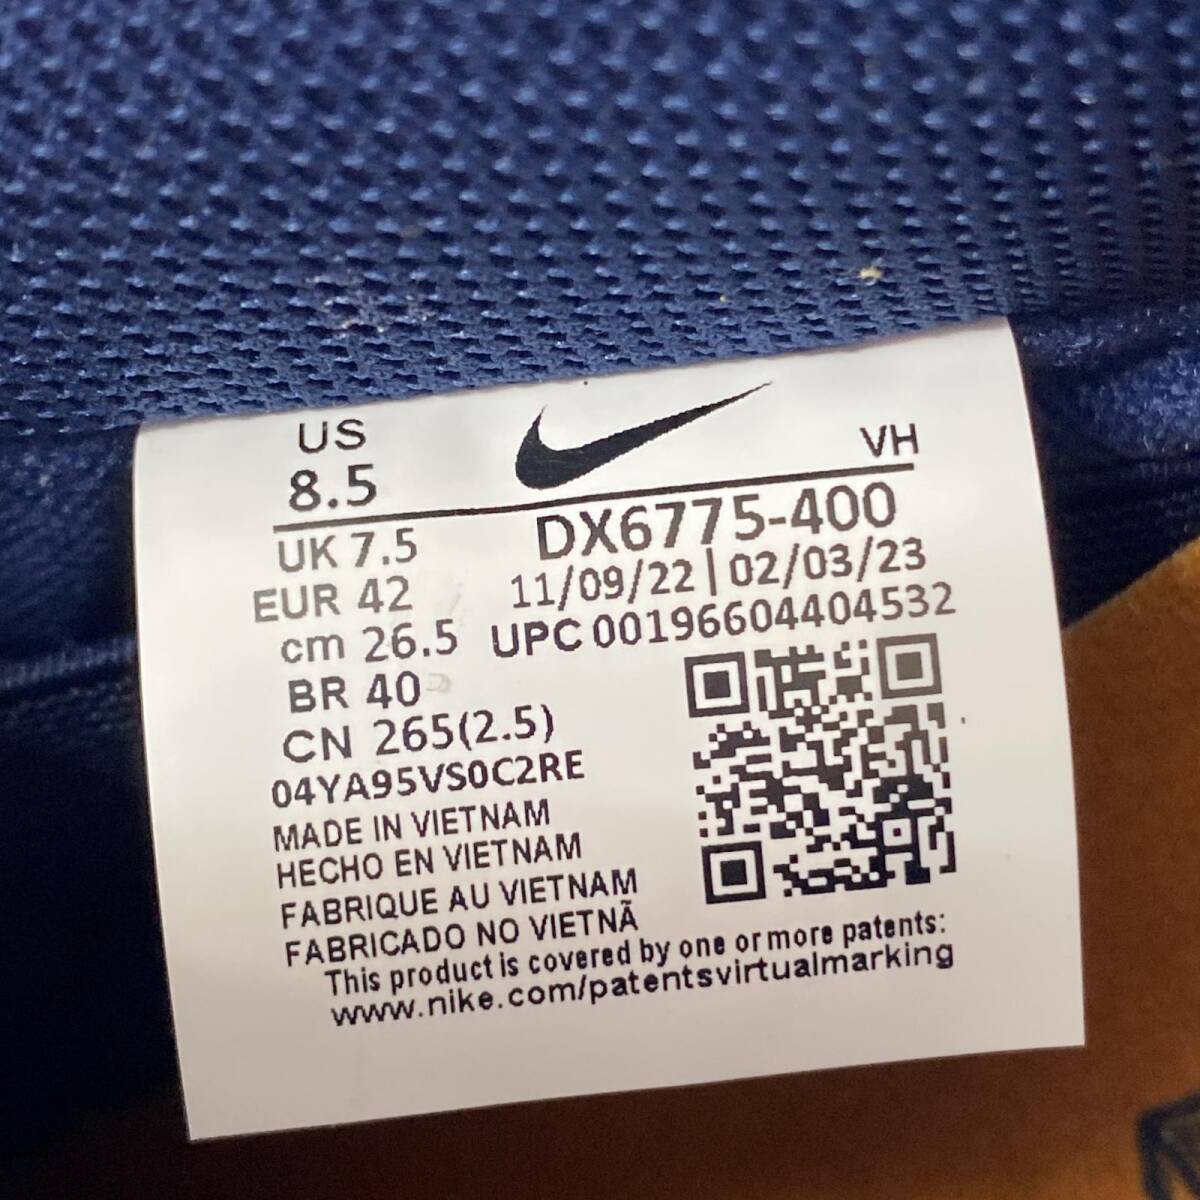 US VH
8.5
UK 7.5 DX6775-400
EUR 42 11/09/22 | 02/03/23
cm 26.5 UPC 00196604404532
BR 40
CN 265(2.5)
04YA95VS0C2RE
MADE IN VIETNAM
HECHO EN VIETNAM
FABRIQUE AU VIETNAM
FABRICADO NO VIETNÃ
This product is covered by one or more patents:
www.nike.com/patentsvirtualmarking